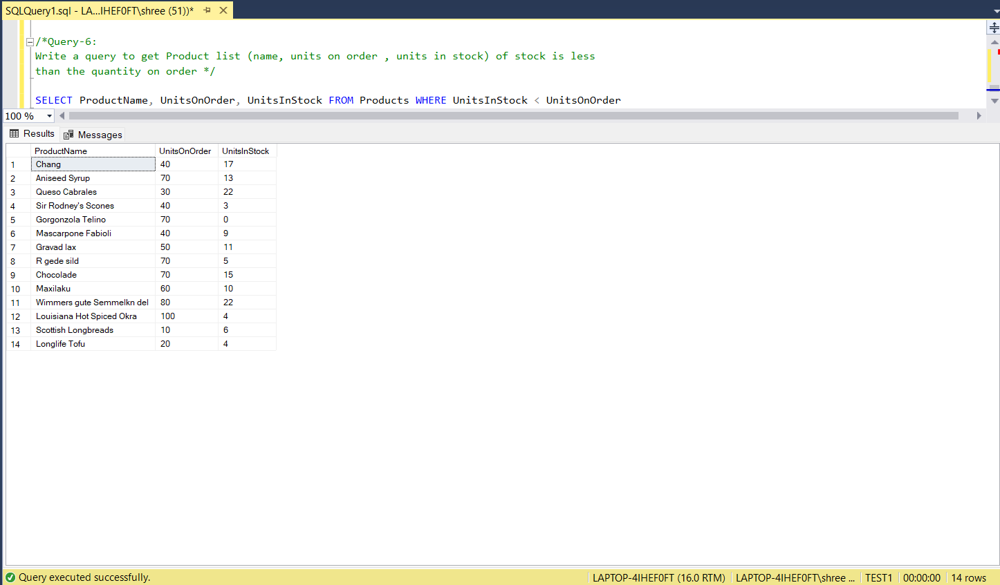 SQLQuery1.sql - LA...IHEF0FT\shree (51))*
/*Query-6:
Write a query to get Product list (name, units on order , units in stock) of stock is less
than the quantity on order */
SELECT ProductName, UnitsOnOrder, UnitsInStock FROM Products WHERE UnitsInStock < UnitsOnOrder
100 %
Results Messages
ProductName UnitsOnOrder UnitsInStock
1 Chang 40 17
2 Aniseed Syrup 70 13
3 Queso Cabrales 30 22
4 Sir Rodney's Scones 40 3
5 Gorgonzola Telino 70 0
6 Mascarpone Fabioli 40 9
7 Gravad lax 50 11
8 R gede sild 70 5
9 Chocolade 70 15
10 Maxilaku 60 10
11 Wimmers gute Semmelkn del 80 22
12 Louisiana Hot Spiced Okra 100 4
13 Scottish Longbreads 10 6
14 Longlife Tofu 20 4
Query executed successfully. LAPTOP-4IHEF0FT (16.0 RTM) LAPTOP-4IHEF0FT\shree ... TEST1 00:00:00 14 rows